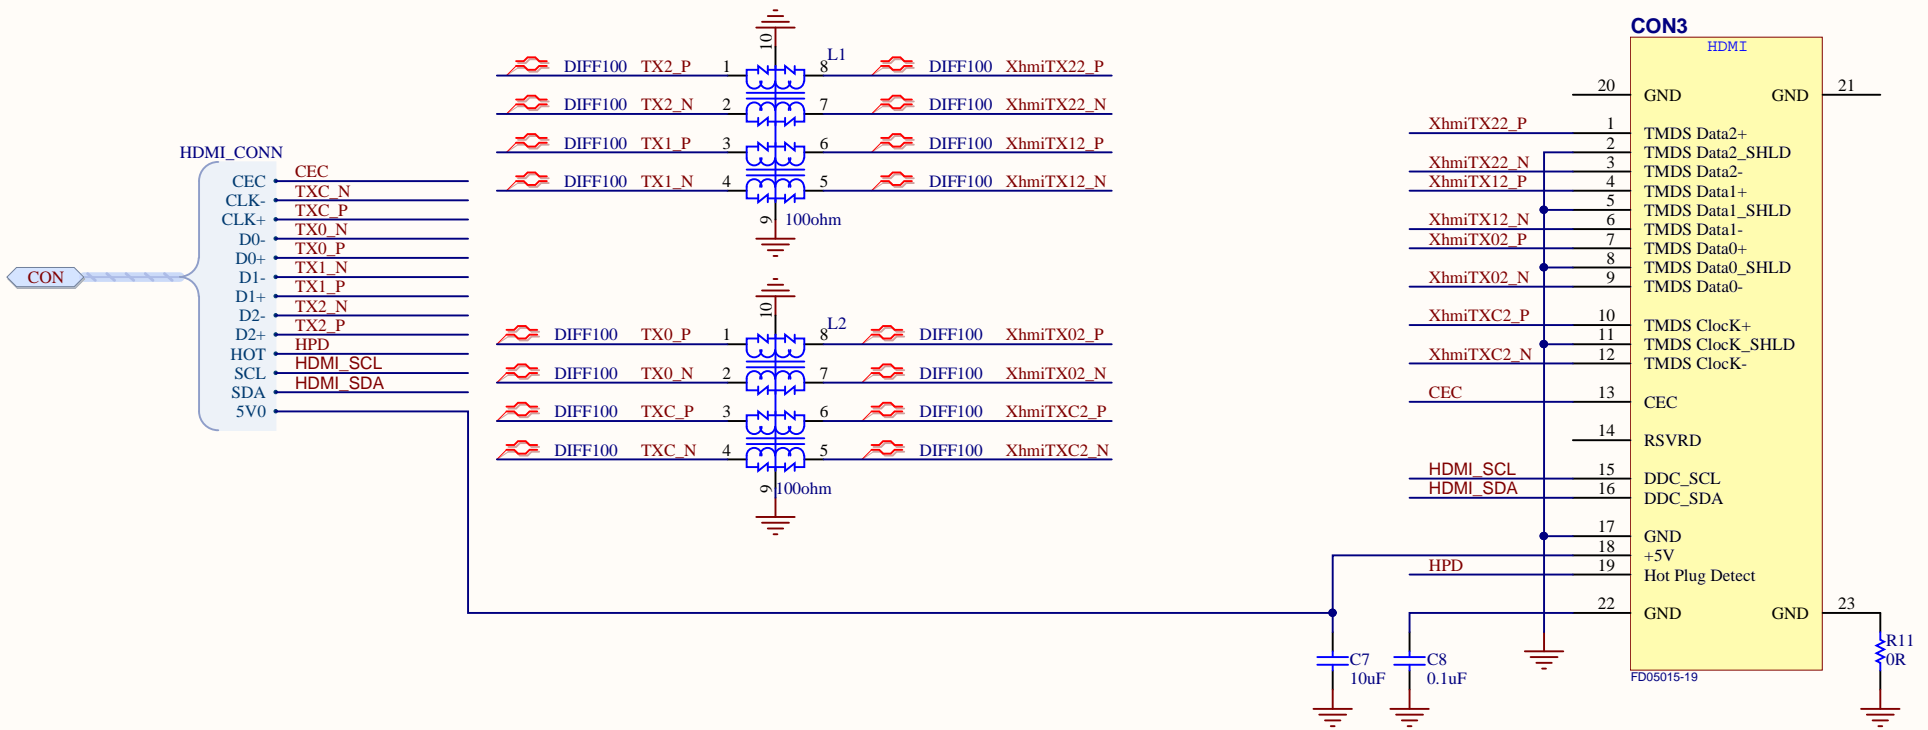 CON
HDMI_CONN
CEC CEC
CLK- TXC_N
CLK+ TXC_P
D0- TX0_N
D0+ TX0_P
D1- TX1_N
D1+ TX1_P
D2- TX2_N
D2+ TX2_P
HOT HPD
SCL HDMI_SCL
SDA HDMI_SDA
5V0
10
L1
DIFF100 TX2_P 1 8 DIFF100 XhmiTX22_P
DIFF100 TX2_N 2 7 DIFF100 XhmiTX22_N
DIFF100 TX1_P 3 6 DIFF100 XhmiTX12_P
DIFF100 TX1_N 4 5 DIFF100 XhmiTX12_N
9 100ohm
10
L2
DIFF100 TX0_P 1 8 DIFF100 XhmiTX02_P
DIFF100 TX0_N 2 7 DIFF100 XhmiTX02_N
DIFF100 TXC_P 3 6 DIFF100 XhmiTXC2_P
DIFF100 TXC_N 4 5 DIFF100 XhmiTXC2_N
9 100ohm
CON3
HDMI
20 GND GND 21
XhmiTX22_P 1 TMDS Data2+
2 TMDS Data2_SHLD
XhmiTX22_N 3 TMDS Data2-
XhmiTX12_P 4 TMDS Data1+
5 TMDS Data1_SHLD
XhmiTX12_N 6 TMDS Data1-
XhmiTX02_P 7 TMDS Data0+
8 TMDS Data0_SHLD
XhmiTX02_N 9 TMDS Data0-
XhmiTXC2_P 10 TMDS ClocK+
11 TMDS ClocK_SHLD
XhmiTXC2_N 12 TMDS ClocK-
CEC 13 CEC
14 RSVRD
HDMI_SCL 15 DDC_SCL
HDMI_SDA 16 DDC_SDA
17 GND
18 +5V
HPD 19 Hot Plug Detect
22 GND GND 23
C7
10uF
C8
0.1uF
R11
0R
FD05015-19